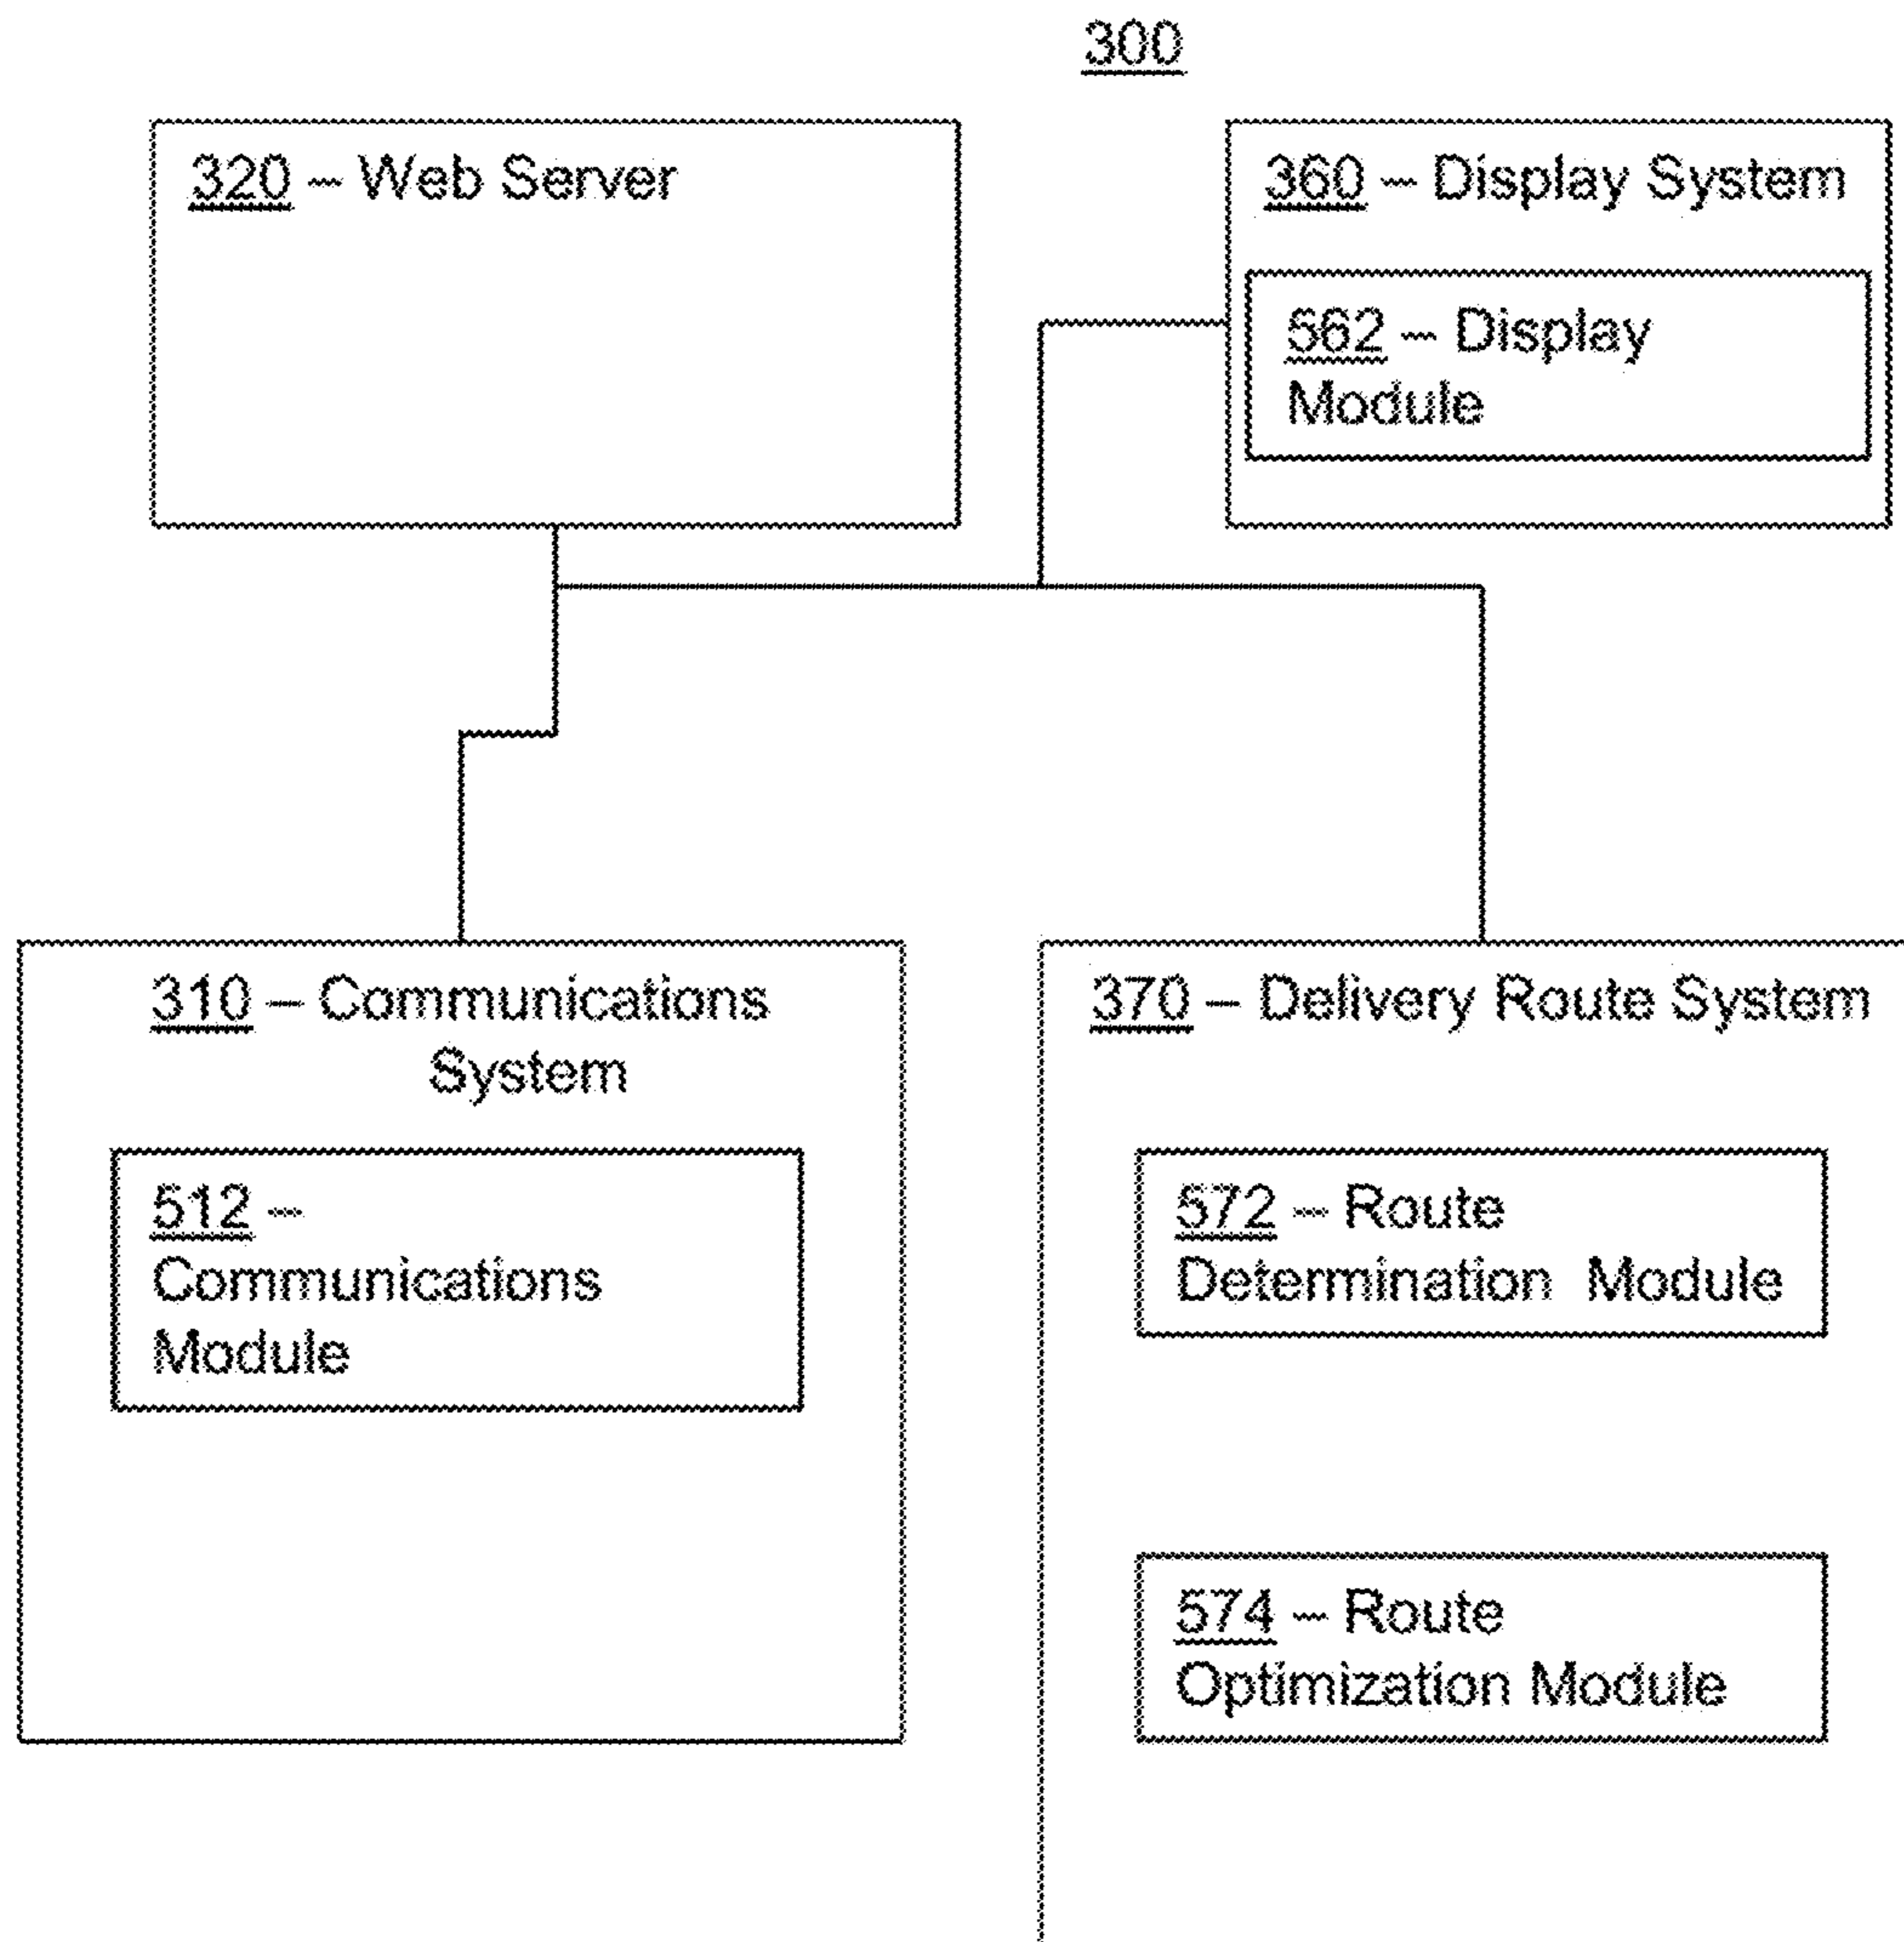 300
320 – Web Server
360 – Display System
562 – Display
Module
310 – Communications
System
512 –
Communications
Module
370 – Delivery Route System
572 – Route
Determination Module
574 – Route
Optimization Module